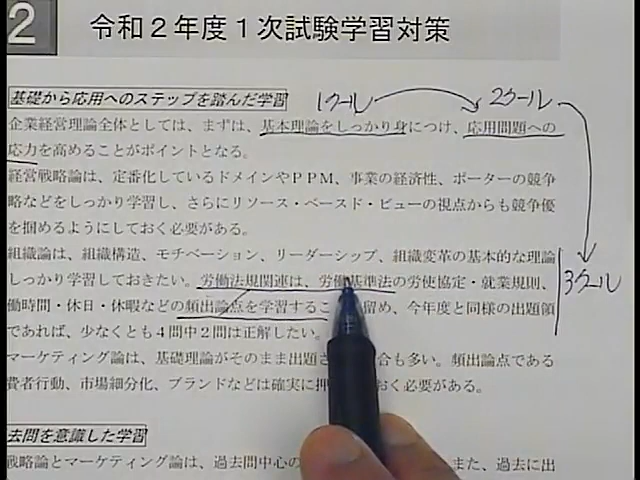 2 令和２年度１次試験学習対策
基礎から応用へのステップを踏んだ学習 1クール 2クール
企業経営理論全体としては、まずは、基本理論をしっかり身につけ、応用問題への
応力を高めることがポイントとなる。
経営戦略論は、定番化しているドメインやＰＰＭ、事業の経済性、ポーターの競争
略などをしっかり学習し、さらにリソース・ベースド・ビューの視点からも競争優
を掴めるようにしておく必要がある。
組織論は、組織構造、モチベーション、リーダーシップ、組織変革の基本的な理論
しっかり学習しておきたい。労働法規関連は、労働基準法の労使協定・就業規則、 3クール
働時間・休日・休暇などの頻出論点を学習するこ 留め、今年度と同様の出題領
であれば、少なくとも４問中２問は正解したい。
マーケティング論は、基礎理論がそのまま出題さ 合も多い。頻出論点である
費者行動、市場細分化、ブランドなどは確実に押 おく必要がある。
去問を意識した学習
戦略論とマーケティング論は、過去問中心の また、過去に出